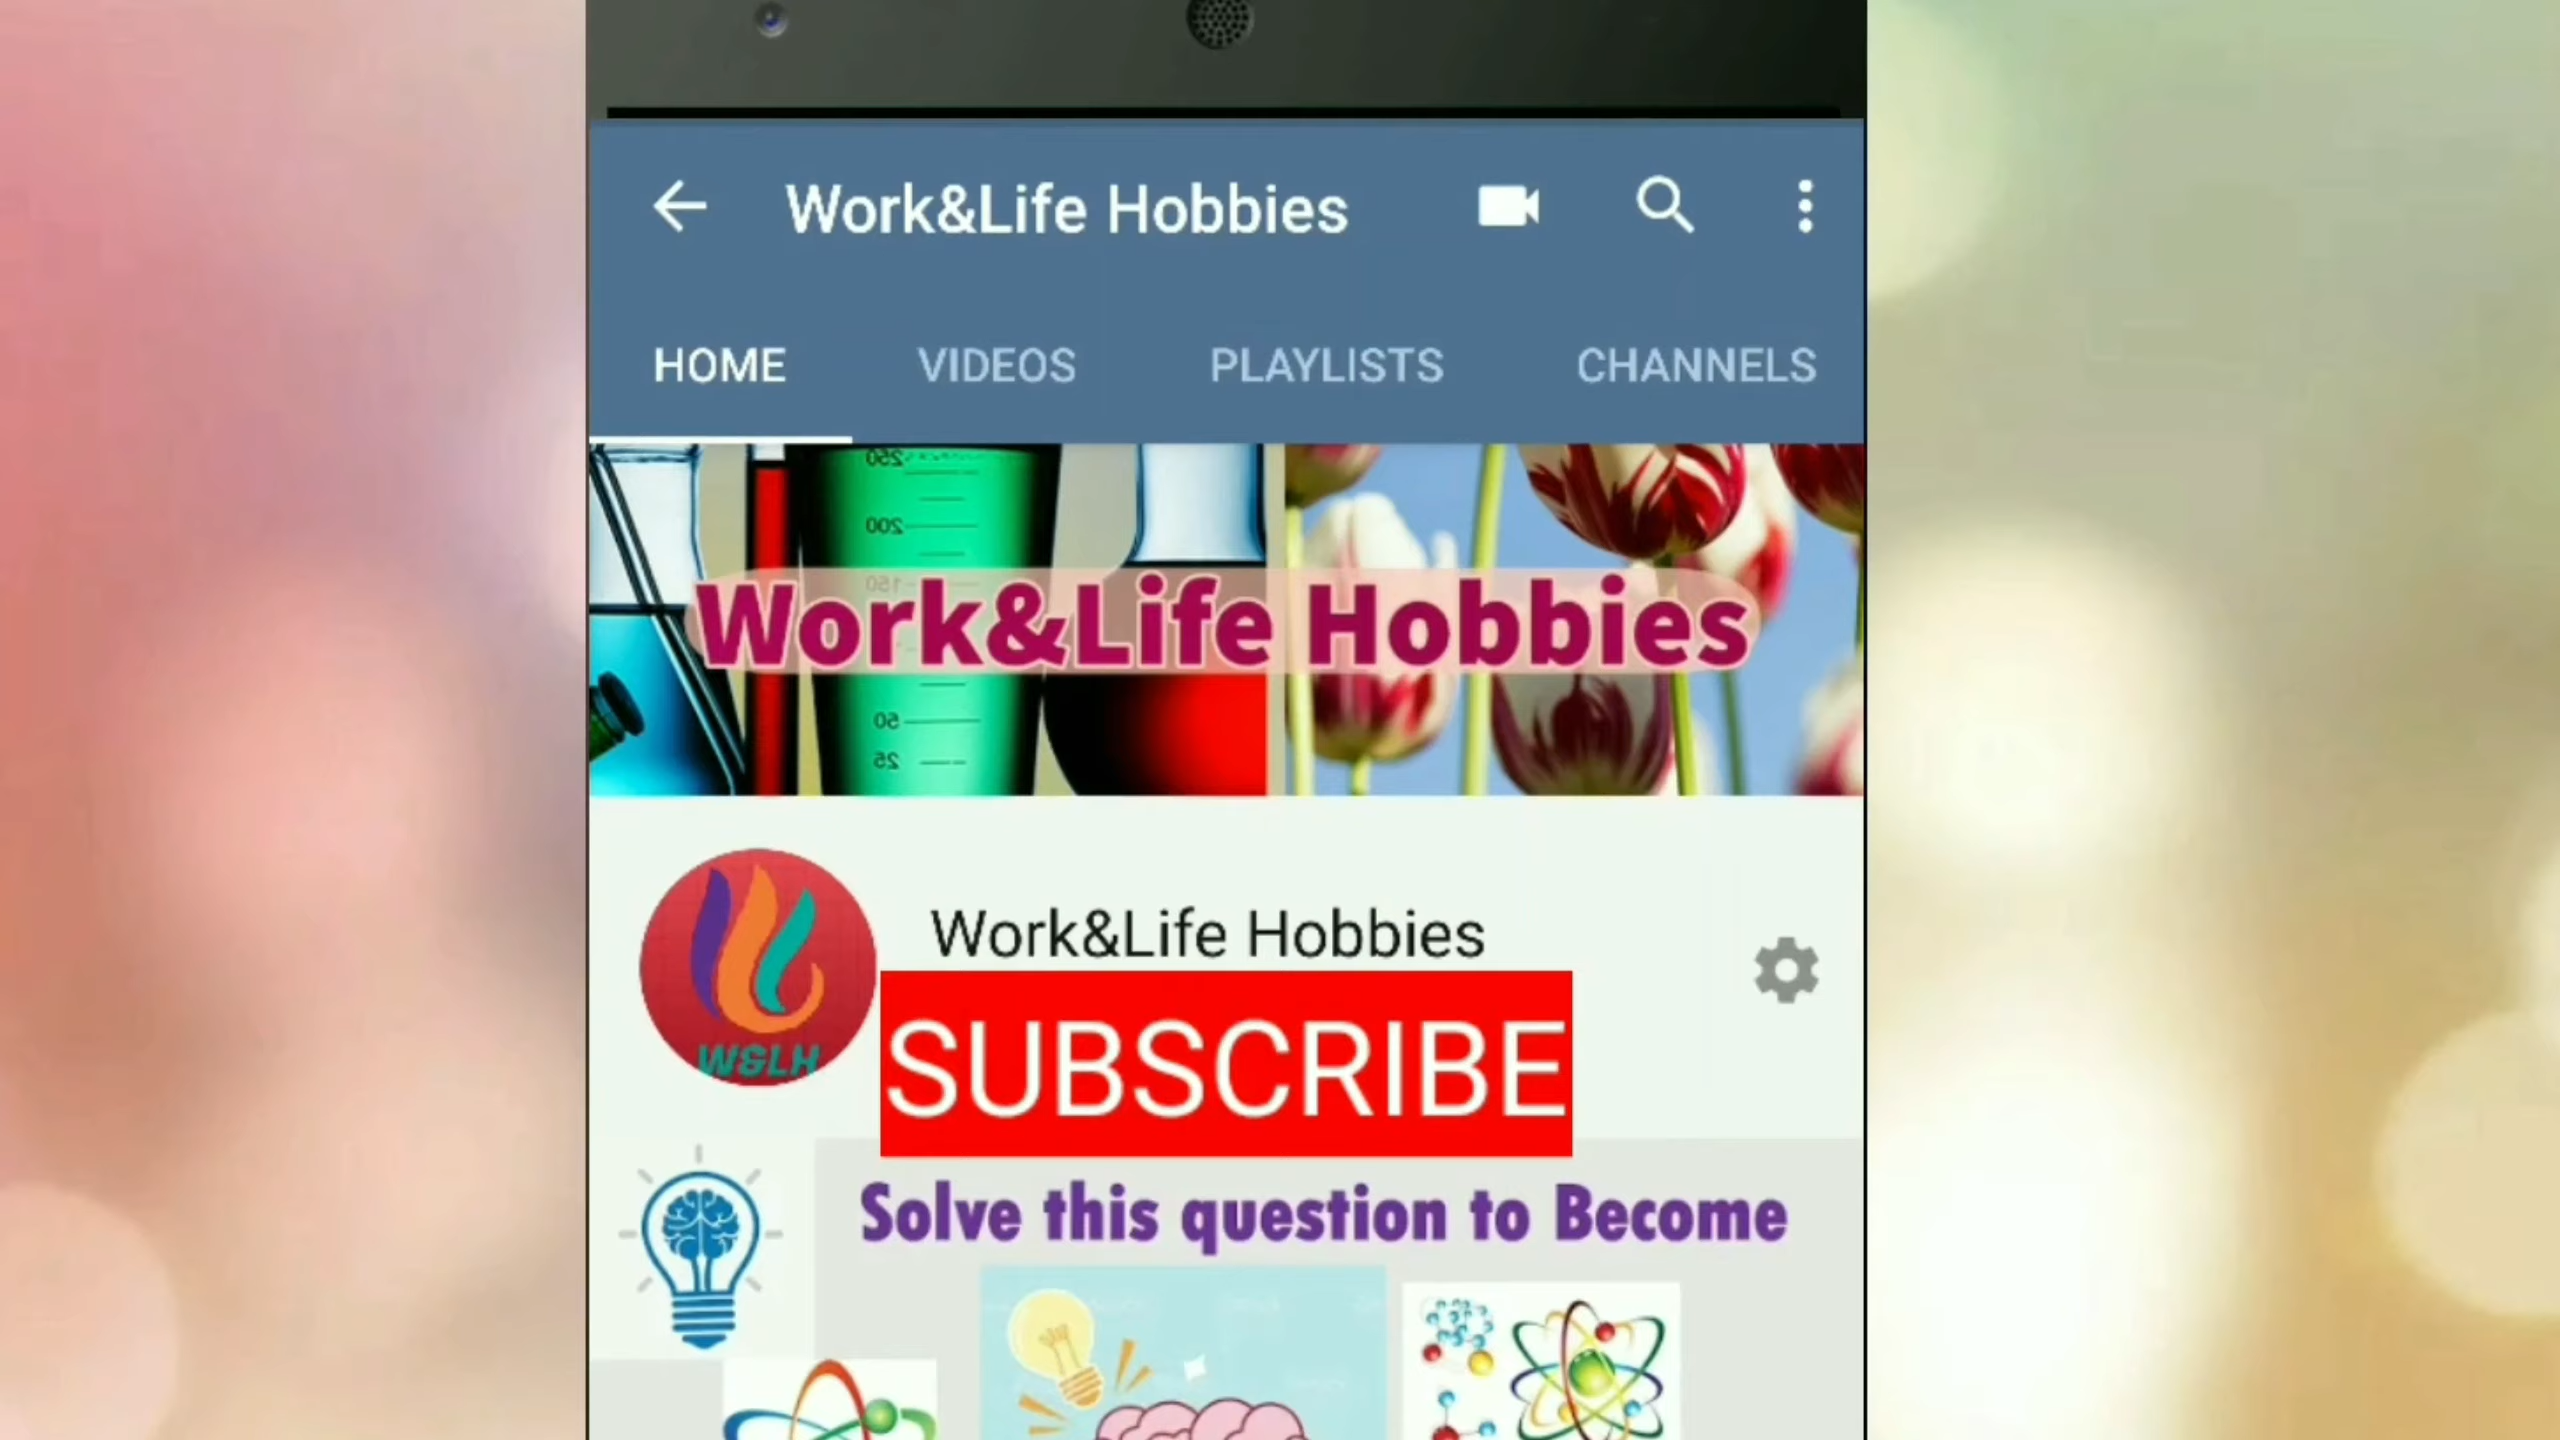 Work&Life Hobbies
HOME VIDEOS PLAYLISTS CHANNELS
250
200
150
Work&Life Hobbies
50
25
Work&Life Hobbies
W&LH
SUBSCRIBE
Solve this question to Become